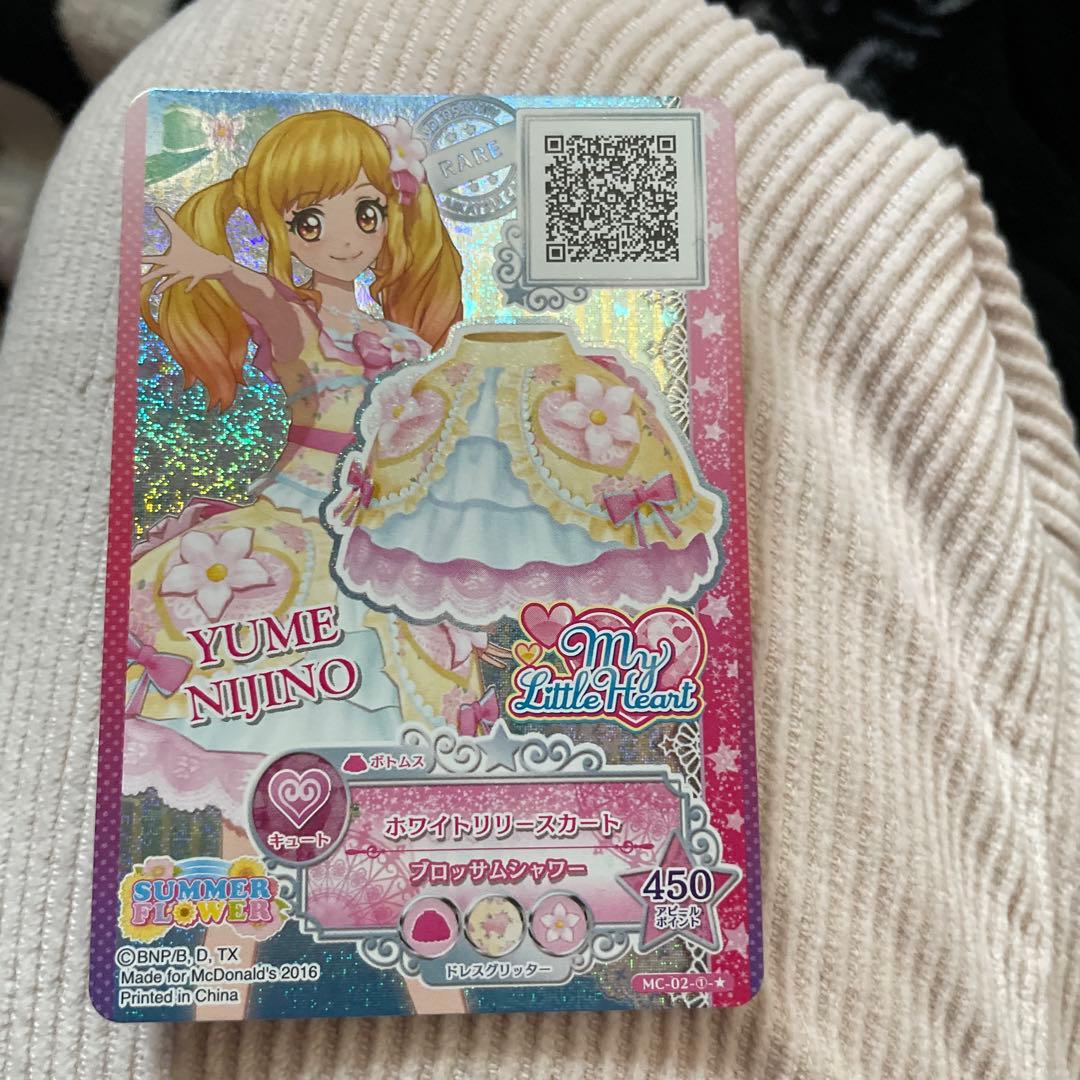 RARE
YUME
NIJINO
My
Little Heart
ボトムス
キュート
ホワイトリリースカート
ブロッサムシャワー
450
アピール
ポイント
SUMMER
FLOWER
ドレスグリッター
©BNP/B, D, TX
Made for McDonald's 2016
Printed in China
MC-02-①-★